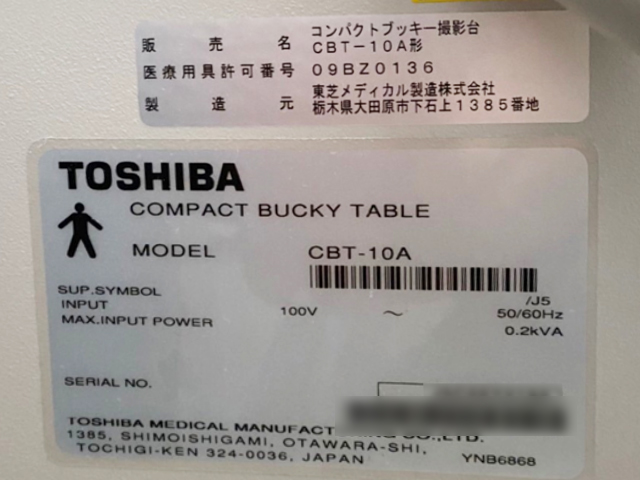 販売名 コンパクトブッキー撮影台
CBT-10A形
医療用具許可番号 09BZ0136
製造元 東芝メディカル製造株式会社
栃木県大田原市下石上1385番地
TOSHIBA
COMPACT BUCKY TABLE
MODEL CBT-10A
SUP.SYMBOL /J5
INPUT 100V ~ 50/60Hz
MAX.INPUT POWER 0.2kVA
SERIAL NO.
TOSHIBA MEDICAL MANUFACT CO.,LTD.
1385, SHIMOISHIGAMI, OTAWARA-SHI,
TOCHIGI-KEN 324-0036, JAPAN YNB6868